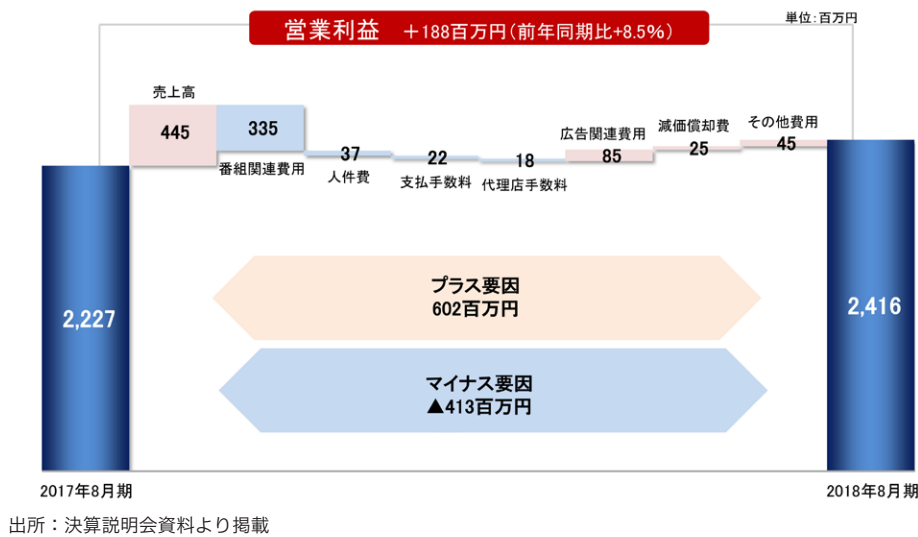 単位：百万円
営業利益 ＋188百万円（前年同期比+8.5％）
売上高
445
335
番組関連費用
37
人件費
22
支払手数料
18
代理店手数料
広告関連費用
85
減価償却費
25
その他費用
45
2,227
2,416
プラス要因
602百万円
マイナス要因
▲413百万円
2017年8月期
2018年8月期
出所：決算説明会資料より掲載